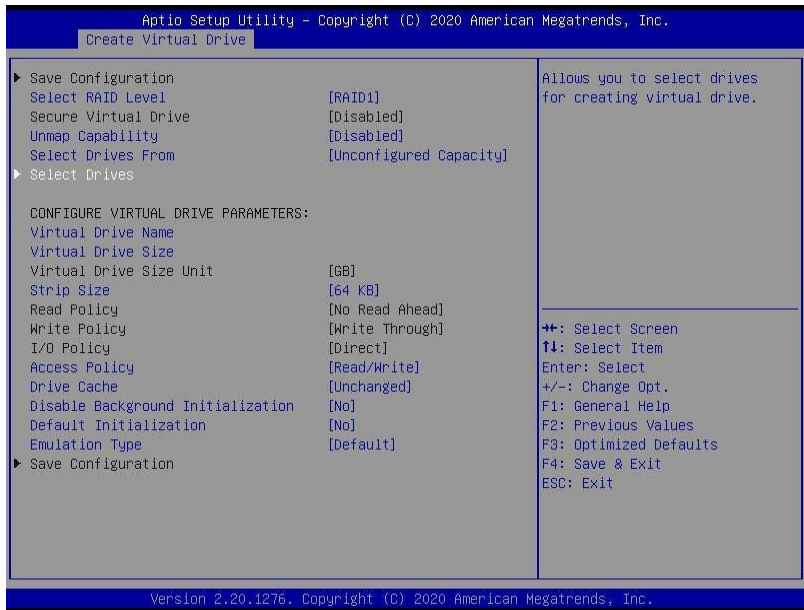 Aptio Setup Utility – Copyright (C) 2020 American Megatrends, Inc.
Create Virtual Drive
Save Configuration
Select RAID Level [RAID1]
Secure Virtual Drive [Disabled]
Unmap Capability [Disabled]
Select Drives From [Unconfigured Capacity]
Select Drives
CONFIGURE VIRTUAL DRIVE PARAMETERS:
Virtual Drive Name
Virtual Drive Size
Virtual Drive Size Unit [GB]
Strip Size [64 KB]
Read Policy [No Read Ahead]
Write Policy [Write Through]
I/O Policy [Direct]
Access Policy [Read/Write]
Drive Cache [Unchanged]
Disable Background Initialization [No]
Default Initialization [No]
Emulation Type [Default]
Save Configuration
Allows you to select drives
for creating virtual drive.
→←: Select Screen
↑↓: Select Item
Enter: Select
+/-: Change Opt.
F1: General Help
F2: Previous Values
F3: Optimized Defaults
F4: Save & Exit
ESC: Exit
Version 2.20.1276. Copyright (C) 2020 American Megatrends, Inc.